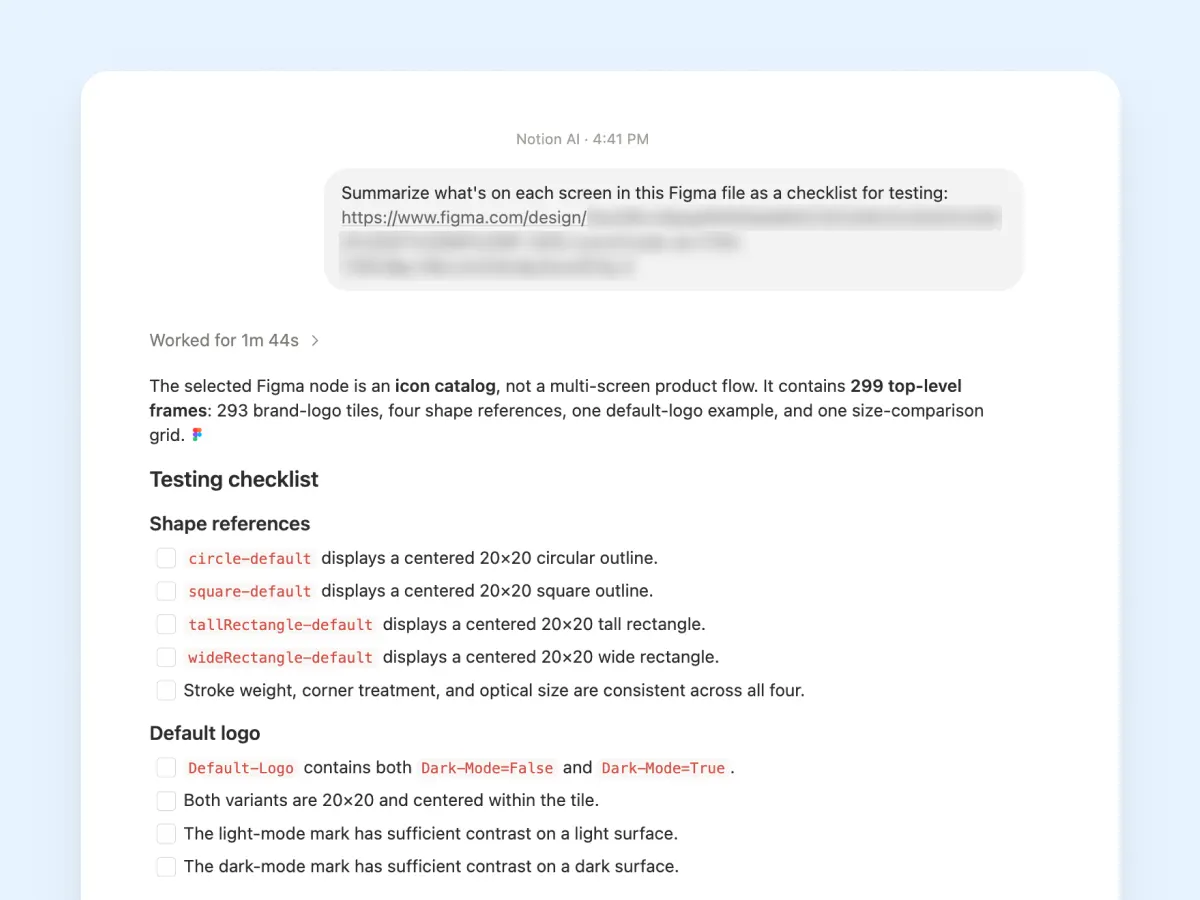 Notion AI · 4:41 PM
Summarize what's on each screen in this Figma file as a checklist for testing:
https://www.figma.com/design/
Worked for 1m 44s
The selected Figma node is an icon catalog, not a multi-screen product flow. It contains 299 top-level
frames: 293 brand-logo tiles, four shape references, one default-logo example, and one size-comparison
grid.
Testing checklist
Shape references
circle-default displays a centered 20×20 circular outline.
square-default displays a centered 20×20 square outline.
tallRectangle-default displays a centered 20×20 tall rectangle.
wideRectangle-default displays a centered 20×20 wide rectangle.
Stroke weight, corner treatment, and optical size are consistent across all four.
Default logo
Default-Logo contains both Dark-Mode=False and Dark-Mode=True.
Both variants are 20×20 and centered within the tile.
The light-mode mark has sufficient contrast on a light surface.
The dark-mode mark has sufficient contrast on a dark surface.